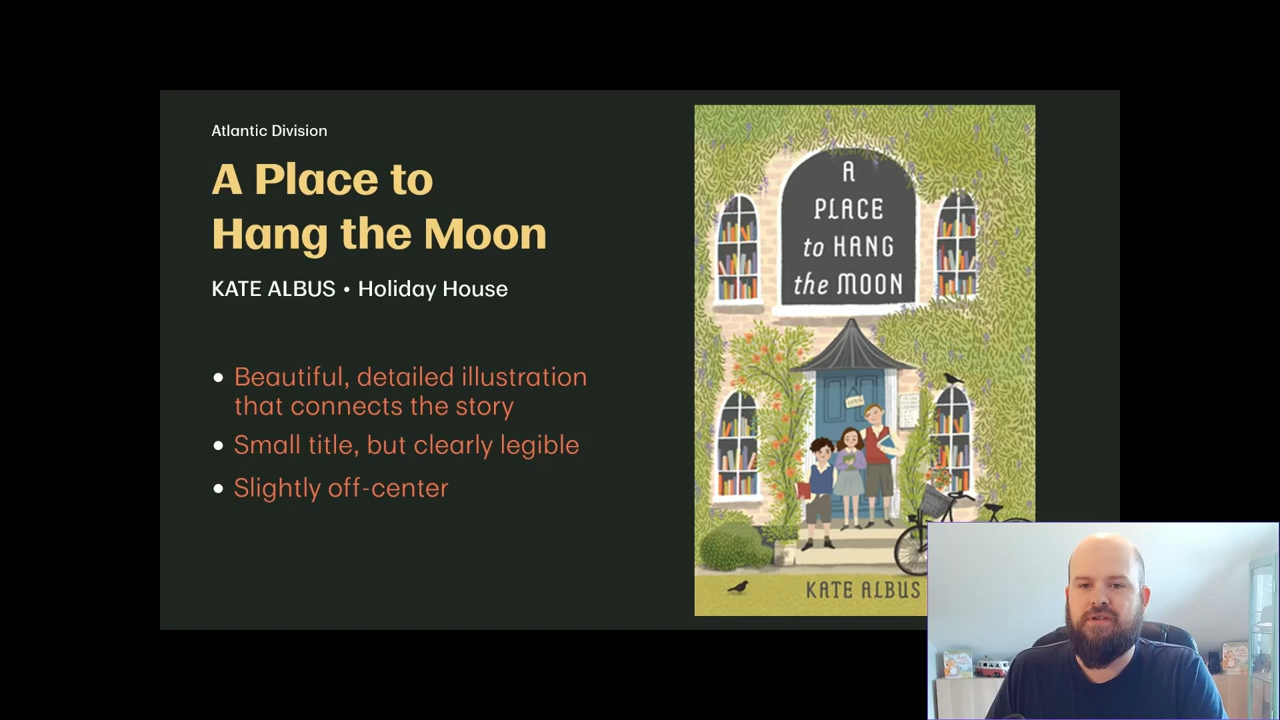 Atlantic Division
A Place to
Hang the Moon
KATE ALBUS • Holiday House
• Beautiful, detailed illustration
that connects the story
• Small title, but clearly legible
• Slightly off-center
A
PLACE
to HANG
the MOON
OPEN
KATE ALBUS